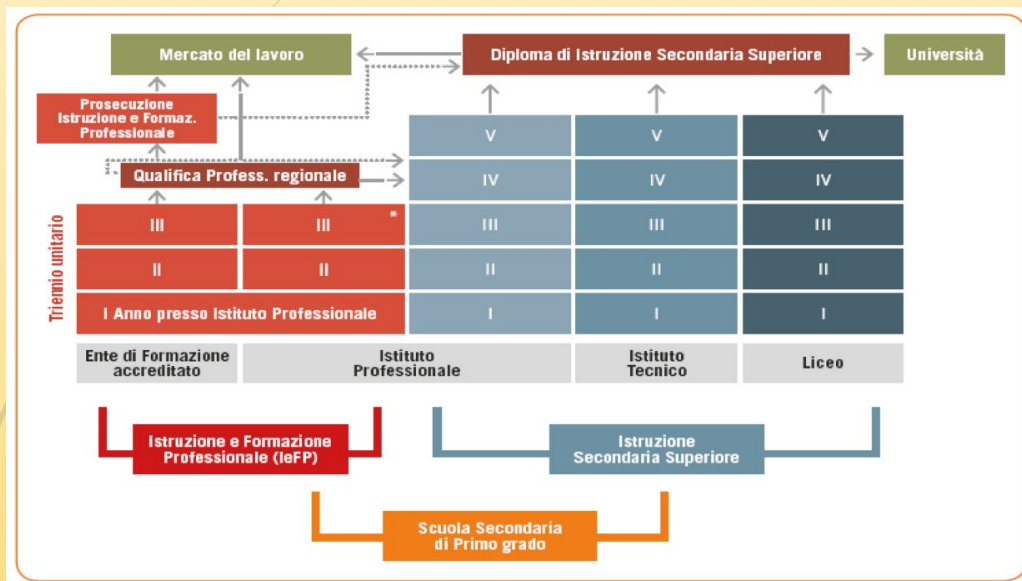 Mercato del lavoro
Diploma di Istruzione Secondaria Superiore
Università
Prosecuzione
Istruzione e Formaz.
Professionale
Qualifica Profess. regionale
V
V
V
IV
IV
IV
Triennio unitario
III
III *
III
III
III
II
II
II
II
II
I Anno presso Istituto Professionale
I
I
I
Ente di Formazione
accreditato
Istituto
Professionale
Istituto
Tecnico
Liceo
Istruzione e Formazione
Professionale (IeFP)
Istruzione
Secondaria Superiore
Scuola Secondaria
di Primo grado